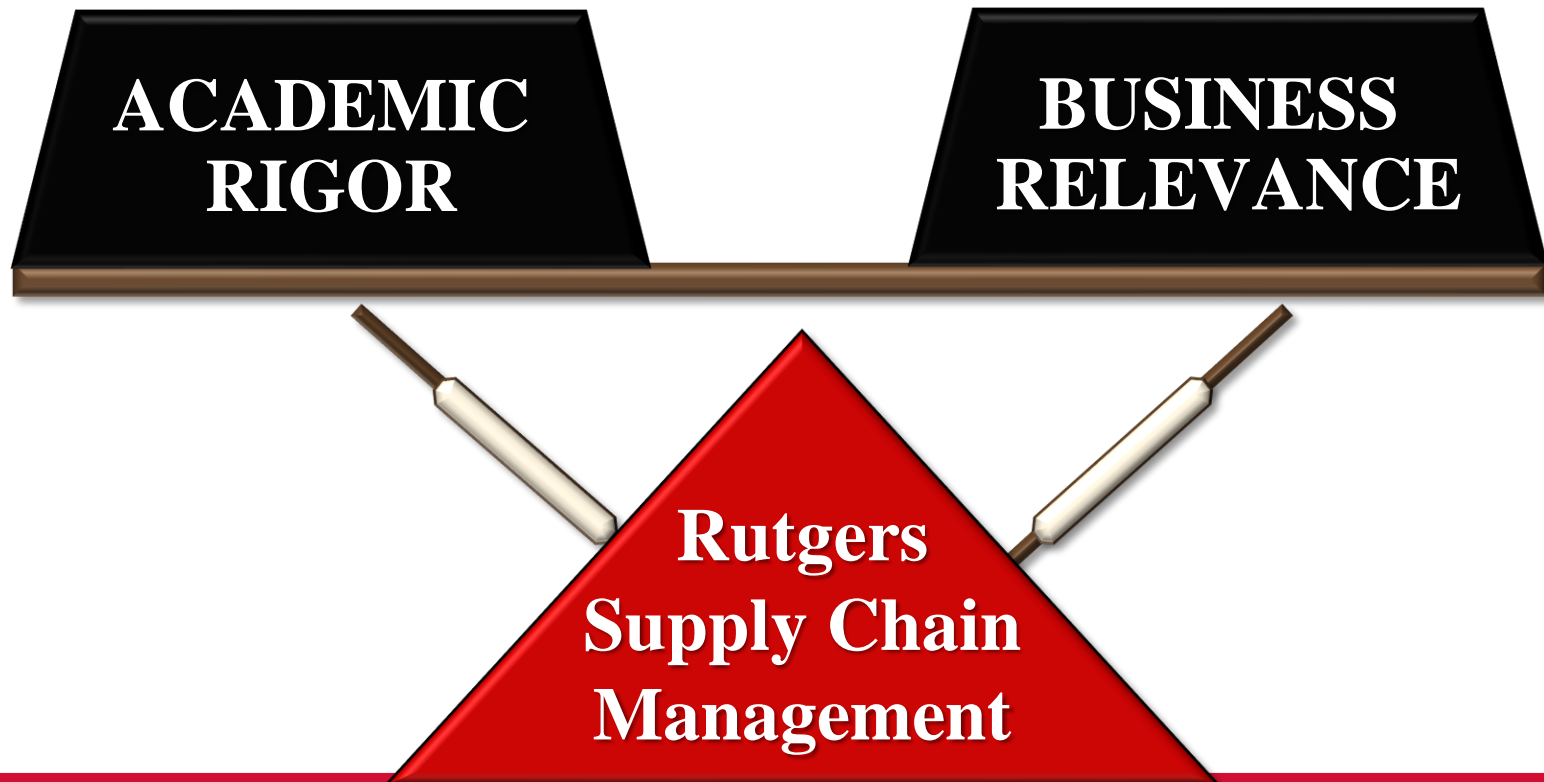 ACADEMIC
RIGOR
BUSINESS
RELEVANCE
Rutgers
Supply Chain
Management